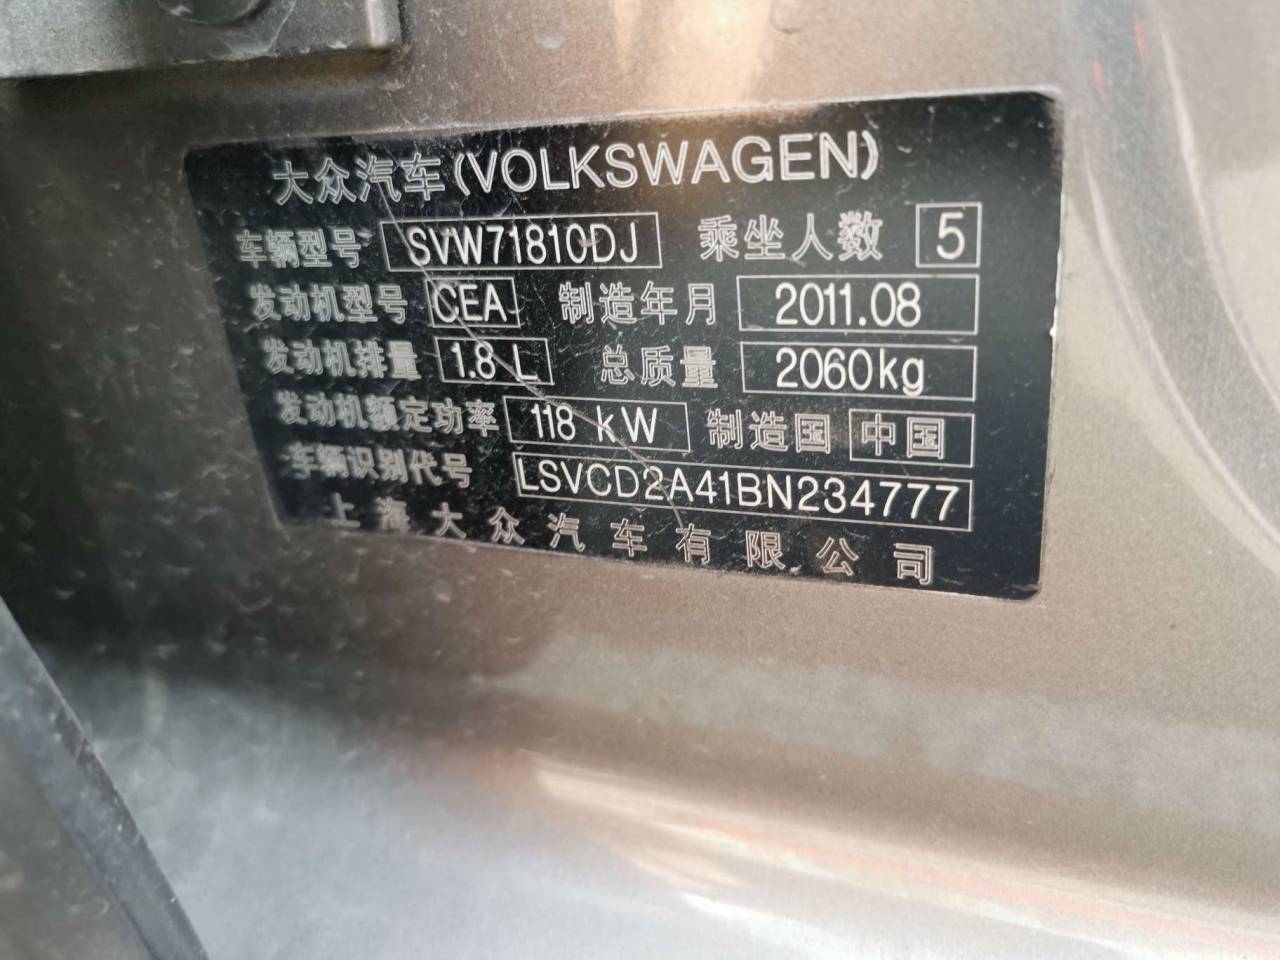 大众汽车(VOLKSWAGEN)
车辆型号 SVW71810DJ 乘坐人数 5
发动机型号 CEA 制造年月 2011.08
发动机排量 1.8 L 总质量 2060kg
发动机额定功率 118 kW 制造国 中国
车辆识别代号 LSVCD2A41BN234777
上海大众汽车有限公司